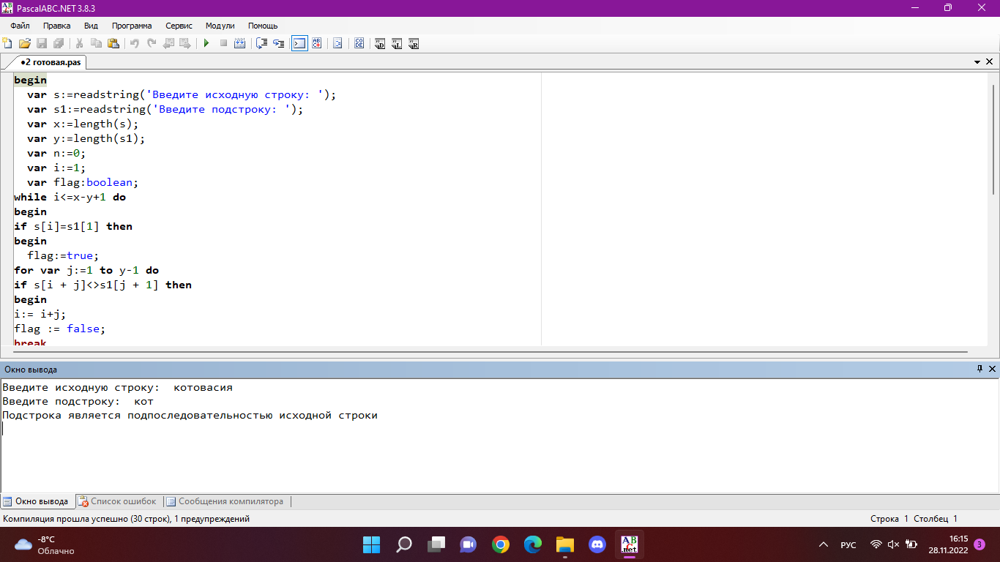 PascalABC.NET 3.8.3
Файл Правка Вид Программа Сервис Модули Помощь
•2 готовая.pas
begin
var s:=readstring('Введите исходную строку: ');
var s1:=readstring('Введите подстроку: ');
var x:=length(s);
var y:=length(s1);
var n:=0;
var i:=1;
var flag:boolean;
while i<=x-y+1 do
begin
if s[i]=s1[1] then
begin
flag:=true;
for var j:=1 to y-1 do
if s[i + j]<>s1[j + 1] then
begin
i:= i+j;
flag := false;
break
Окно вывода
Введите исходную строку:  котовасия
Введите подстроку:  кот
Подстрока является подпоследовательностью исходной строки
Окно вывода Список ошибок Сообщения компилятора
Компиляция прошла успешно (30 строк), 1 предупреждений Строка 1 Столбец 1
-8°C
Облачно
РУС
16:15
28.11.2022
3